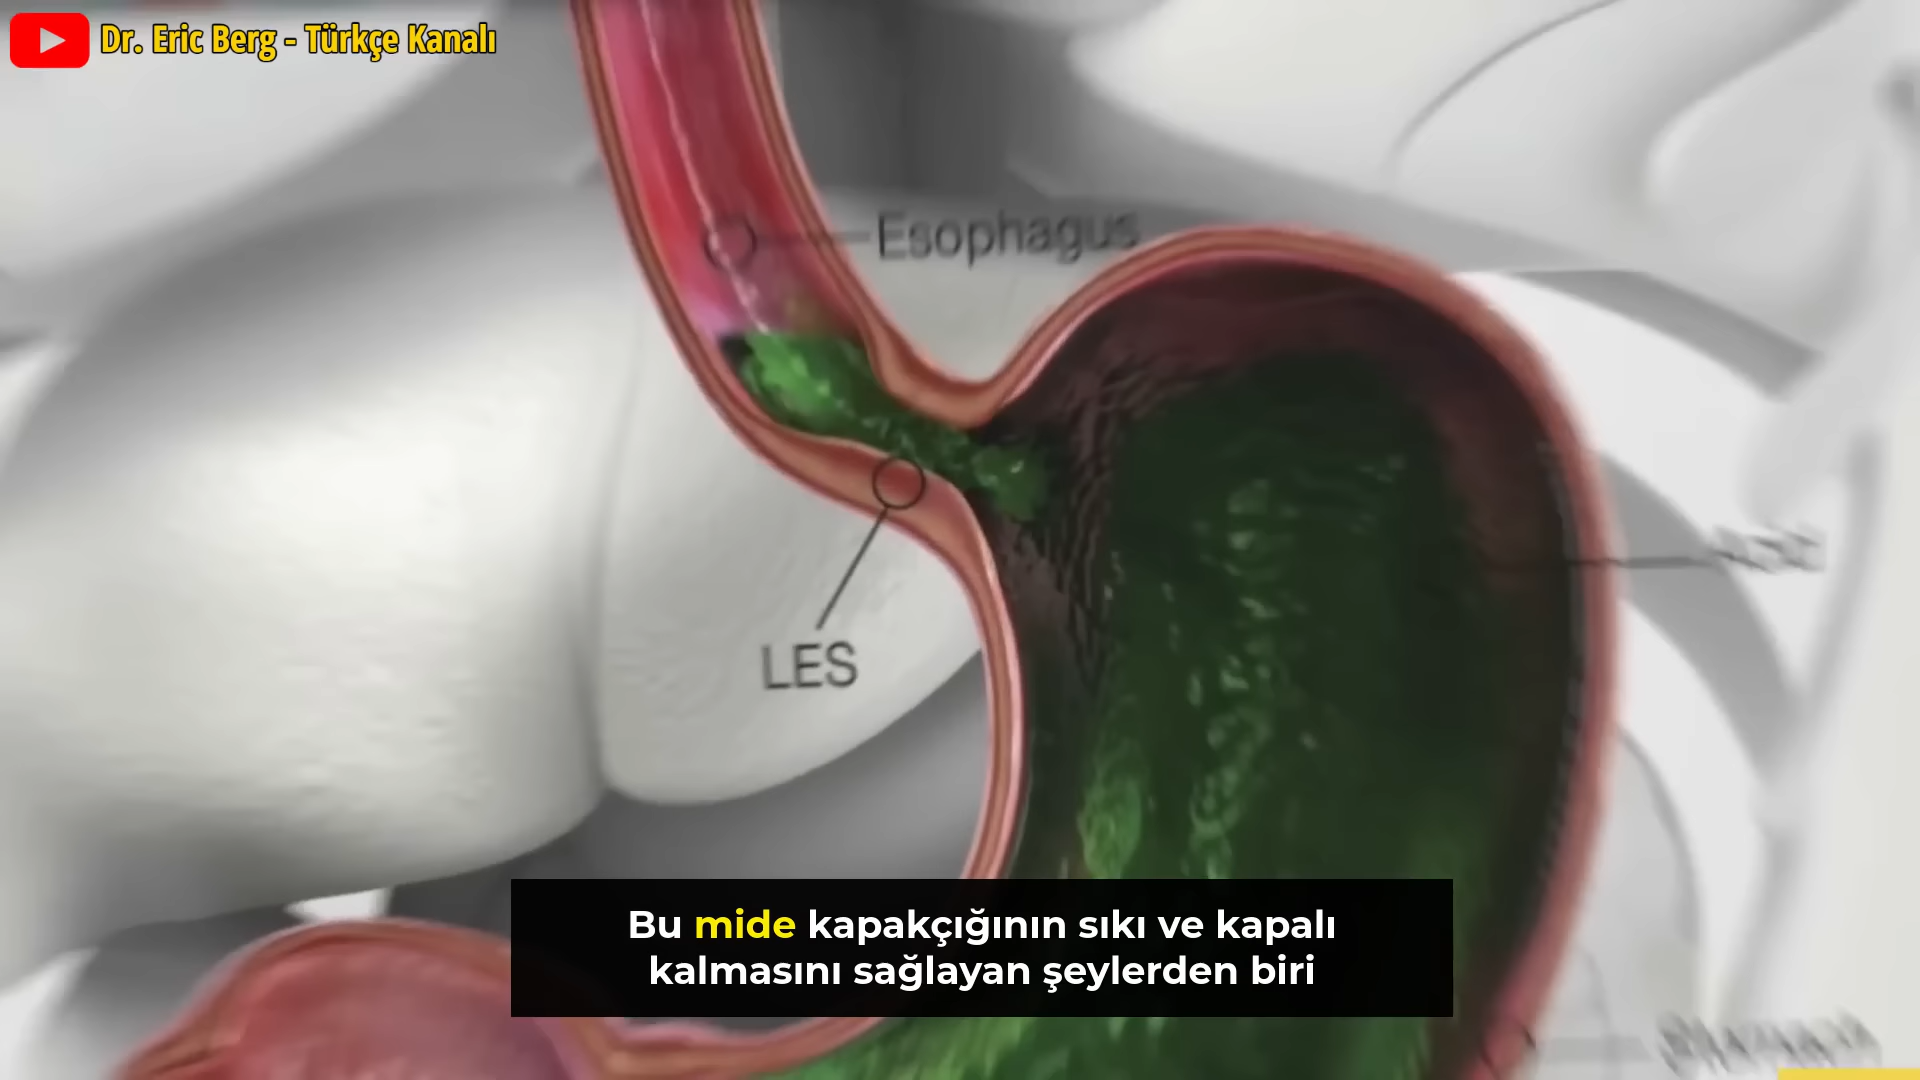 Dr. Eric Berg - Türkçe Kanalı
Esophagus
LES
Bu mide kapakçığının sıkı ve kapalı
kalmasını sağlayan şeylerden biri